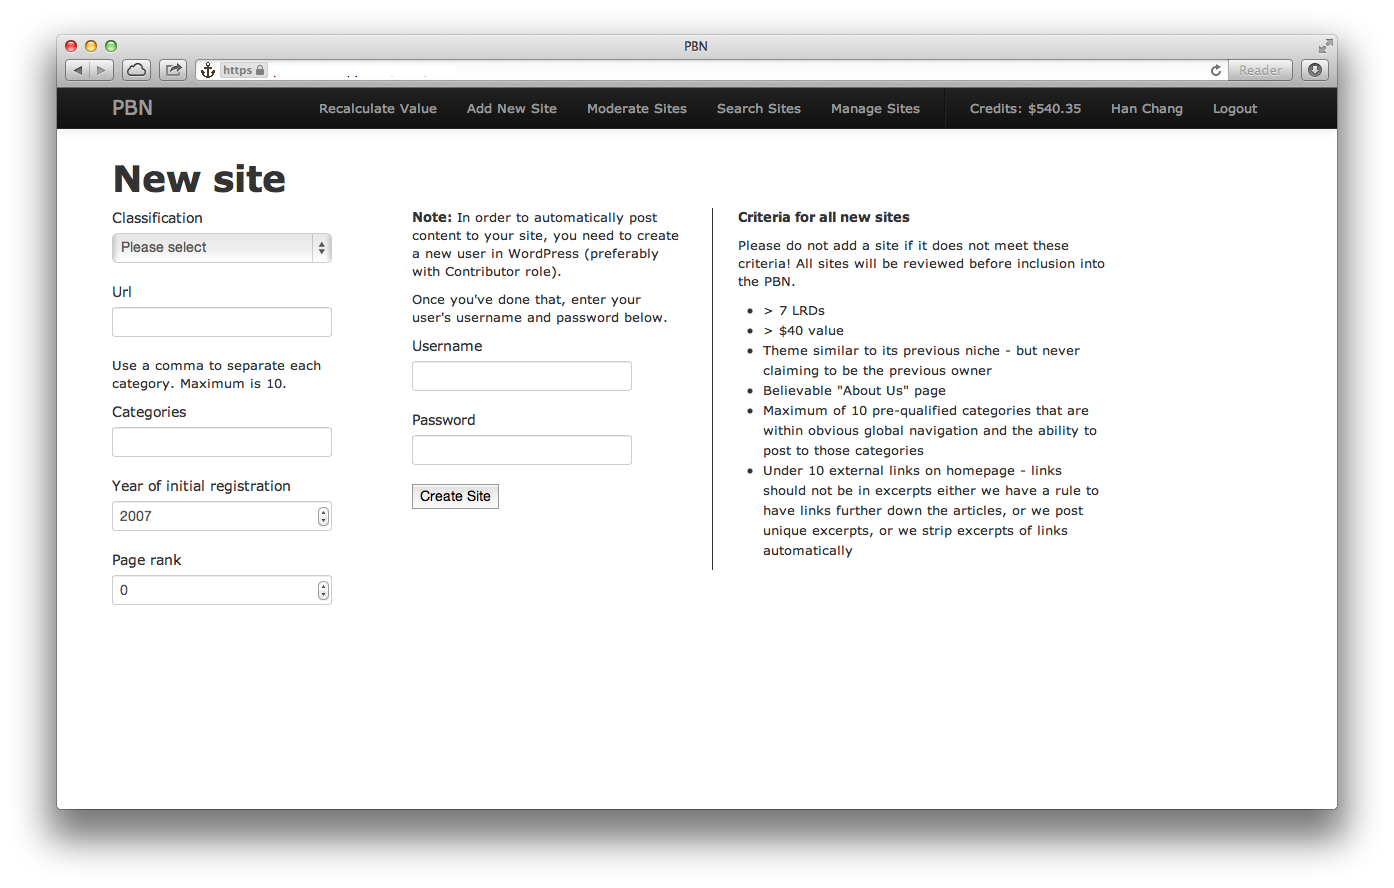 PBN
https
Reader
PBN
Recalculate Value
Add New Site
Moderate Sites
Search Sites
Manage Sites
Credits: $540.35
Han Chang
Logout
New site
Classification
Please select
Url
Use a comma to separate each
category. Maximum is 10.
Categories
Year of initial registration
2007
Page rank
0
Note: In order to automatically post
content to your site, you need to create
a new user in WordPress (preferably
with Contributor role).
Once you've done that, enter your
user's username and password below.
Username
Password
Create Site
Criteria for all new sites
Please do not add a site if it does not meet these
criteria! All sites will be reviewed before inclusion into
the PBN.
• > 7 LRDs
• > $40 value
• Theme similar to its previous niche - but never
claiming to be the previous owner
• Believable "About Us" page
• Maximum of 10 pre-qualified categories that are
within obvious global navigation and the ability to
post to those categories
• Under 10 external links on homepage - links
should not be in excerpts either we have a rule to
have links further down the articles, or we post
unique excerpts, or we strip excerpts of links
automatically